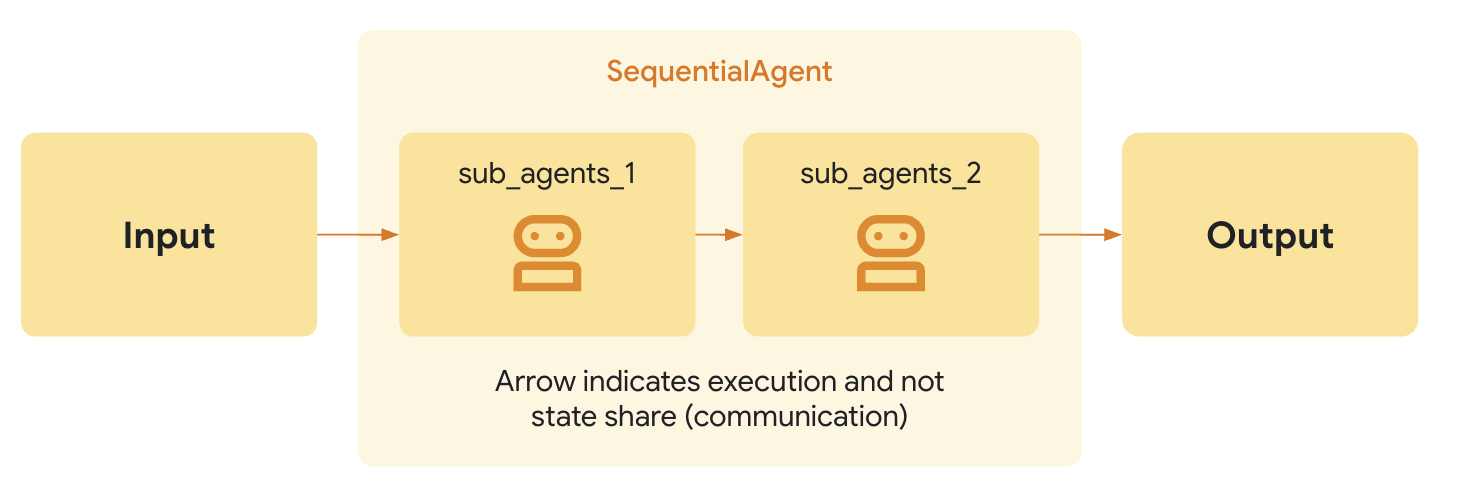 SequentialAgent
Input
sub_agents_1
sub_agents_2
Output
Arrow indicates execution and not
state share (communication)